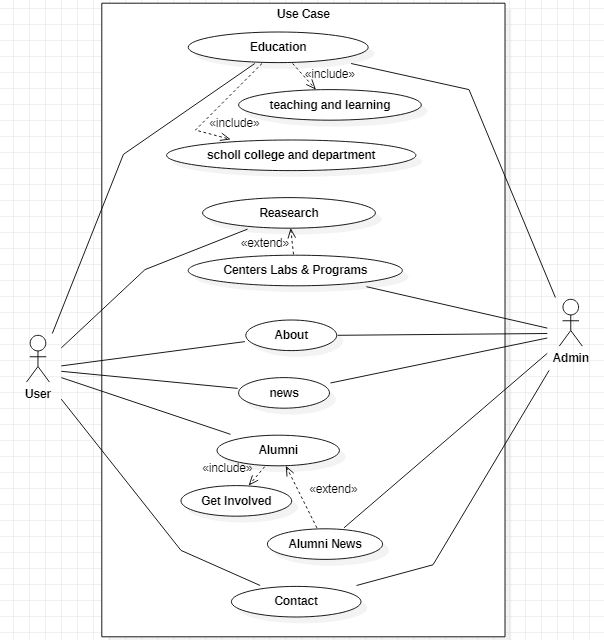 Use Case
Education
«include»
teaching and learning
«include»
scholl college and department
Reasearch
«extend»
Centers Labs & Programs
About
Admin
news
User
Alumni
«include»
«extend»
Get Involved
Alumni News
Contact